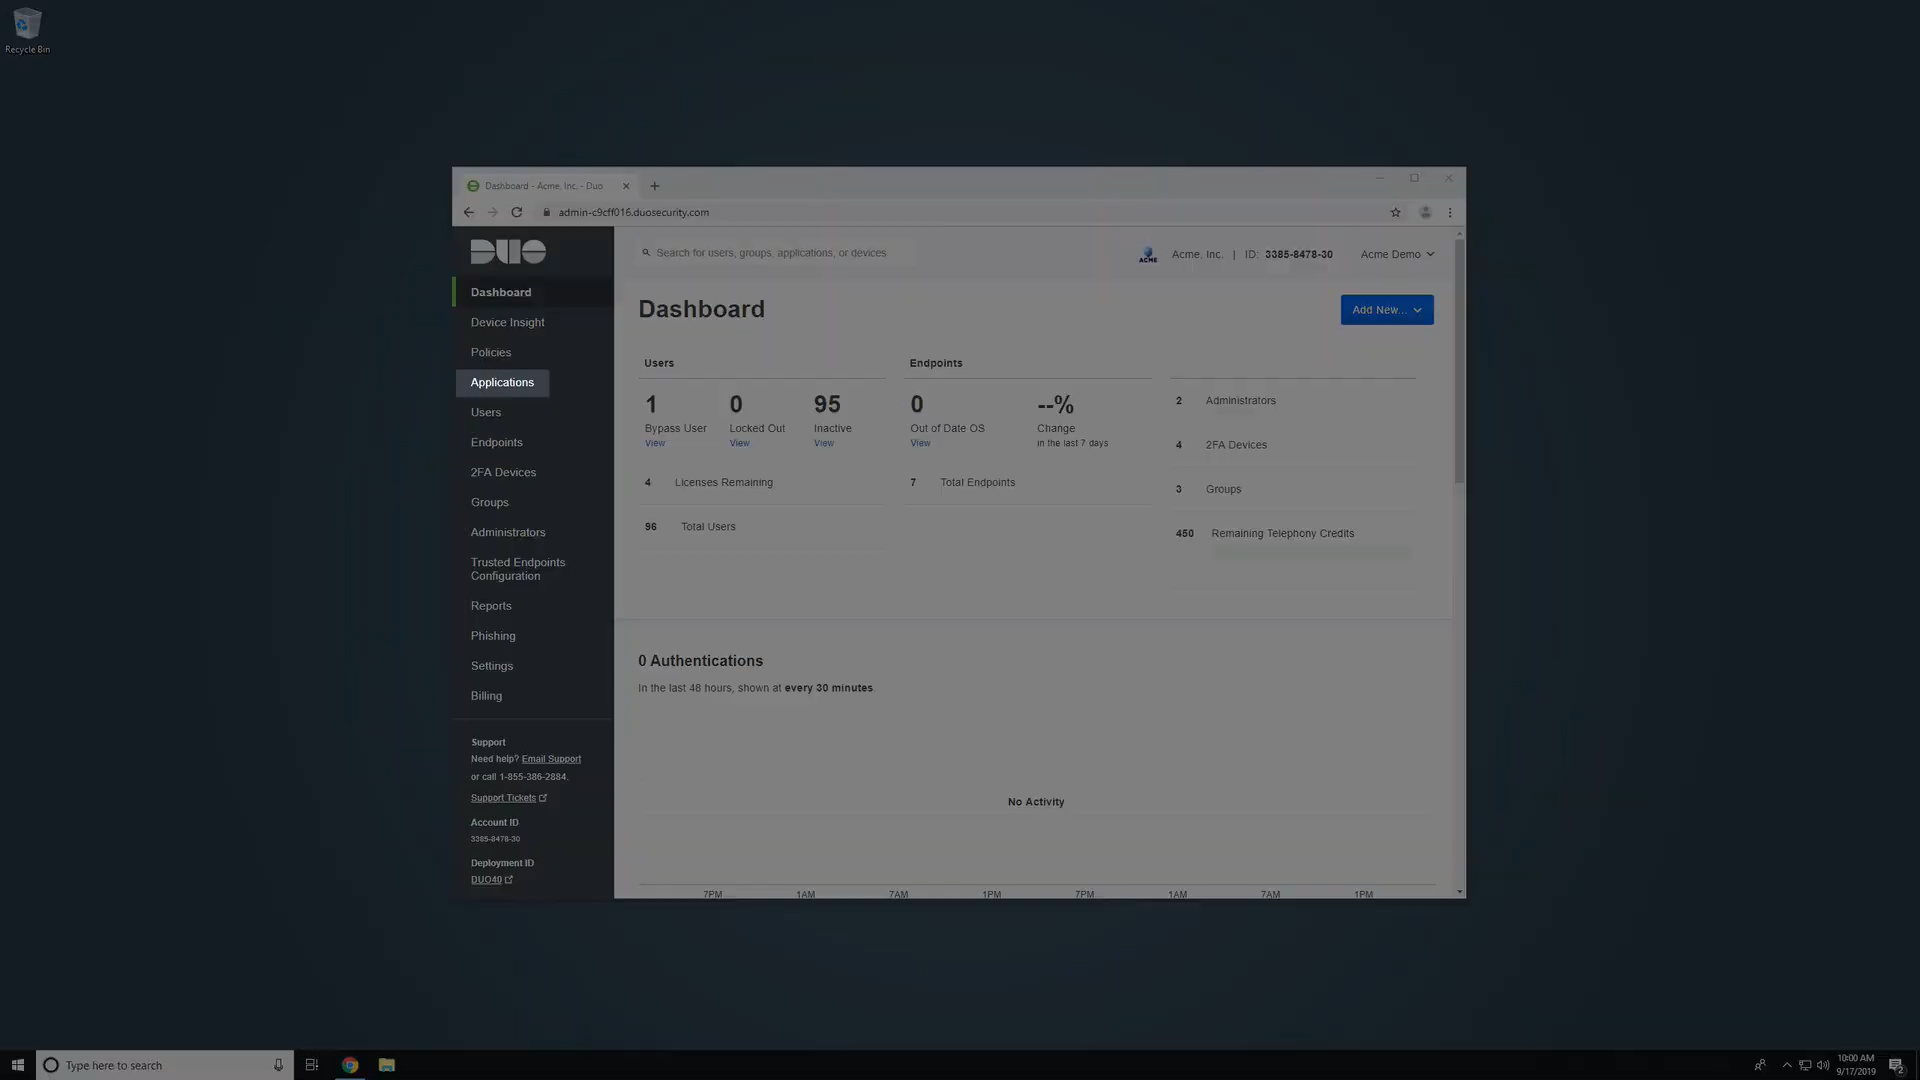 Recycle Bin
Dashboard - Acme, Inc. - Duo
admin-c9cff016.duosecurity.com
DUO
Search for users, groups, applications, or devices
ACME
Acme, Inc. | ID: 3385-8478-30
Acme Demo
Dashboard
Device Insight
Policies
Applications
Users
Endpoints
2FA Devices
Groups
Administrators
Trusted Endpoints
Configuration
Reports
Phishing
Settings
Billing
Support
Need help? Email Support
or call 1-855-386-2884.
Support Tickets
Account ID
3385-8478-30
Deployment ID
DUO40
Dashboard
Add New...
Users
1
Bypass User
View
0
Locked Out
View
95
Inactive
View
4 Licenses Remaining
96 Total Users
Endpoints
0
Out of Date OS
View
--%
Change
in the last 7 days
7 Total Endpoints
2 Administrators
4 2FA Devices
3 Groups
450 Remaining Telephony Credits
0 Authentications
In the last 48 hours, shown at every 30 minutes.
No Activity
7PM 1AM 7AM 1PM 7PM 1AM 7AM 1PM
Type here to search
10:00 AM
9/17/2019
2